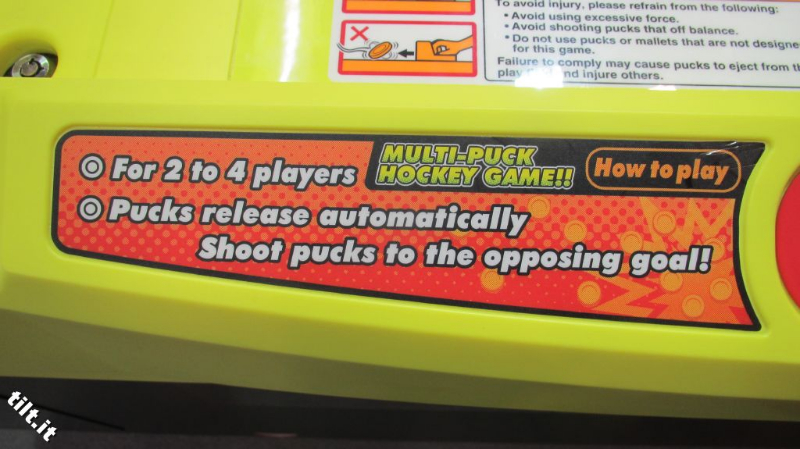 To avoid injury, please refrain from the following:
• Avoid using excessive force.
• Avoid shooting pucks that off balance.
• Do not use pucks or mallets that are not designe
for this game.
Failure to comply may cause pucks to eject from th
play and injure others.
MULTI-PUCK
HOCKEY GAME!!
How to play
◎ For 2 to 4 players
◎ Pucks release automatically
Shoot pucks to the opposing goal!
tilt.it